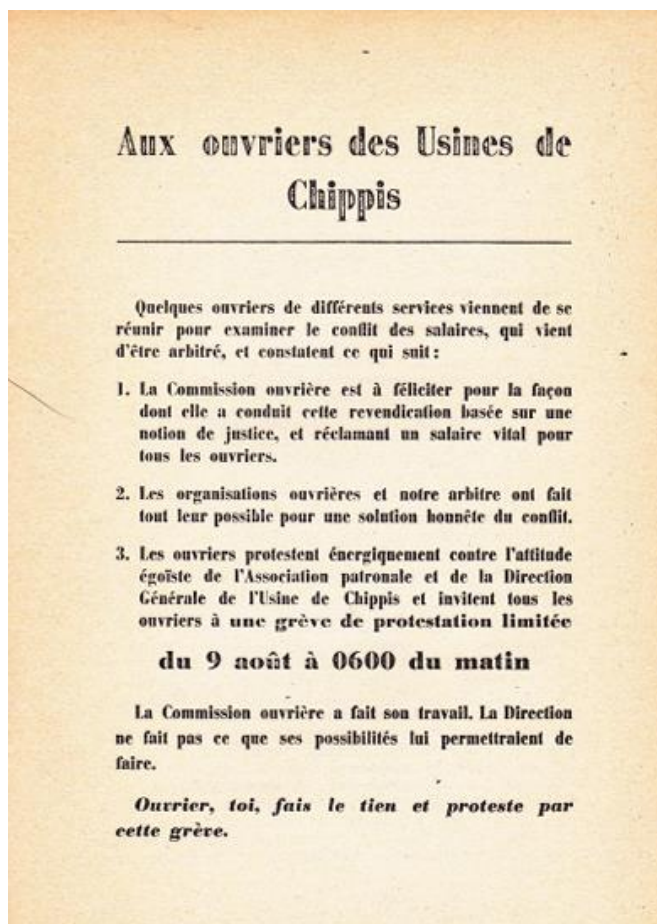 Aux ouvriers des Usines de
Chippis
Quelques ouvriers de différents services viennent de se
réunir pour examiner le conflit des salaires, qui vient
d'être arbitré, et constatent ce qui suit :
1. La Commission ouvrière est à féliciter pour la façon
dont elle a conduit cette revendication basée sur une
notion de justice, et réclamant un salaire vital pour
tous les ouvriers.
2. Les organisations ouvrières et notre arbitre ont fait
tout leur possible pour une solution honnête du conflit.
3. Les ouvriers protestent énergiquement contre l'attitude
égoïste de l'Association patronale et de la Direction
Générale de l'Usine de Chippis et invitent tous les
ouvriers à une grève de protestation limitée
du 9 août à 0600 du matin
La Commission ouvrière a fait son travail. La Direction
ne fait pas ce que ses possibilités lui permettraient de
faire.
Ouvrier, toi, fais le tien et proteste par
cette grève.